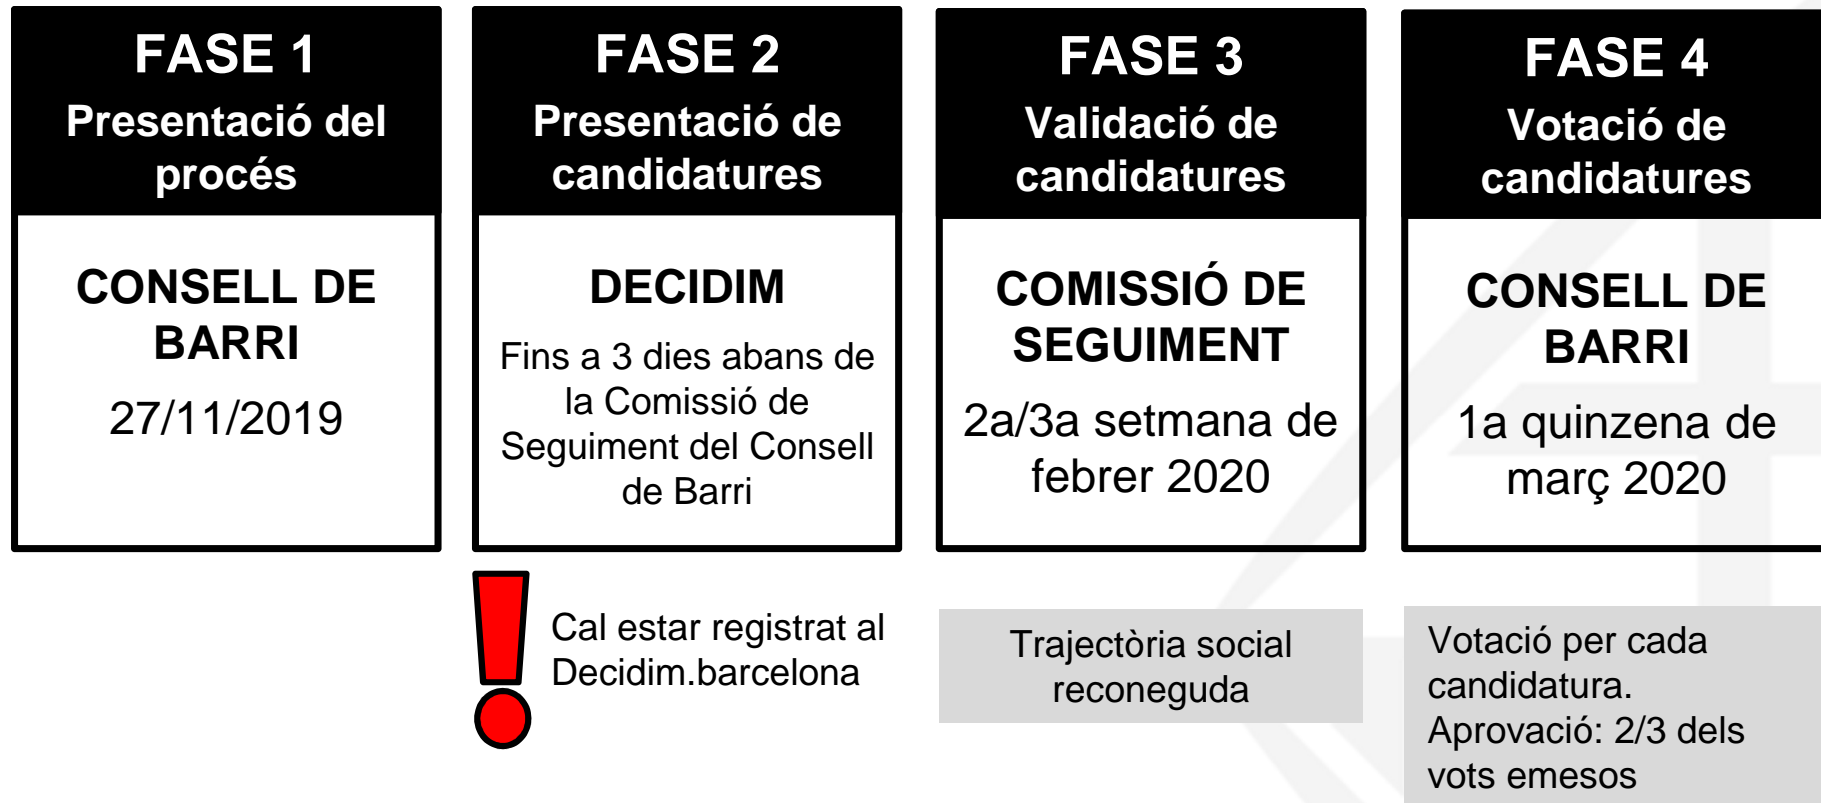 FASE 1
Presentació del
procés
CONSELL DE
BARRI
27/11/2019
FASE 2
Presentació de
candidatures
DECIDIM
Fins a 3 dies abans de
la Comissió de
Seguiment del Consell
de Barri
Cal estar registrat al
Decidim.barcelona
FASE 3
Validació de
candidatures
COMISSIÓ DE
SEGUIMENT
2a/3a setmana de
febrer 2020
Trajectòria social
reconeguda
FASE 4
Votació de
candidatures
CONSELL DE
BARRI
1a quinzena de
març 2020
Votació per cada
candidatura.
Aprovació: 2/3 dels
vots emesos